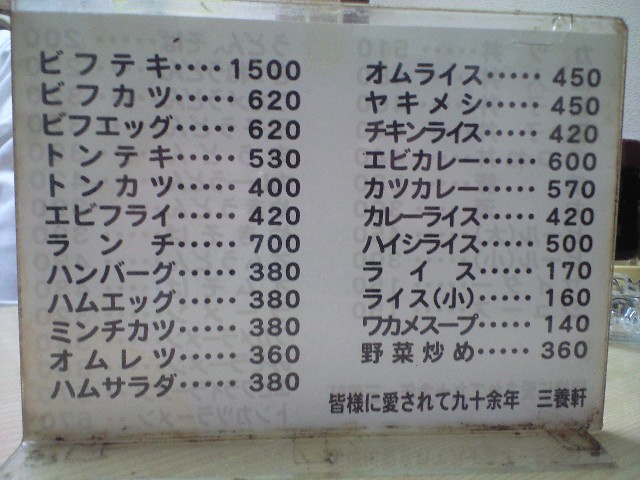 ビフテキ‥‥1500
ビフカツ‥‥‥620
ビフエッグ‥‥‥620
トンテキ‥‥‥530
トンカツ‥‥‥400
エビフライ‥‥‥420
ランチ‥‥‥700
ハンバーグ‥‥‥380
ハムエッグ‥‥‥380
ミンチカツ‥‥‥380
オムレツ‥‥‥360
ハムサラダ‥‥‥380
オムライス‥‥‥450
ヤキメシ‥‥‥450
チキンライス‥‥‥420
エビカレー‥‥‥600
カツカレー‥‥‥570
カレーライス‥‥‥420
ハイシライス‥‥‥500
ライス‥‥‥170
ライス(小)‥‥‥160
ワカメスープ‥‥‥140
野菜炒め‥‥‥360
皆様に愛されて九十余年 三養軒